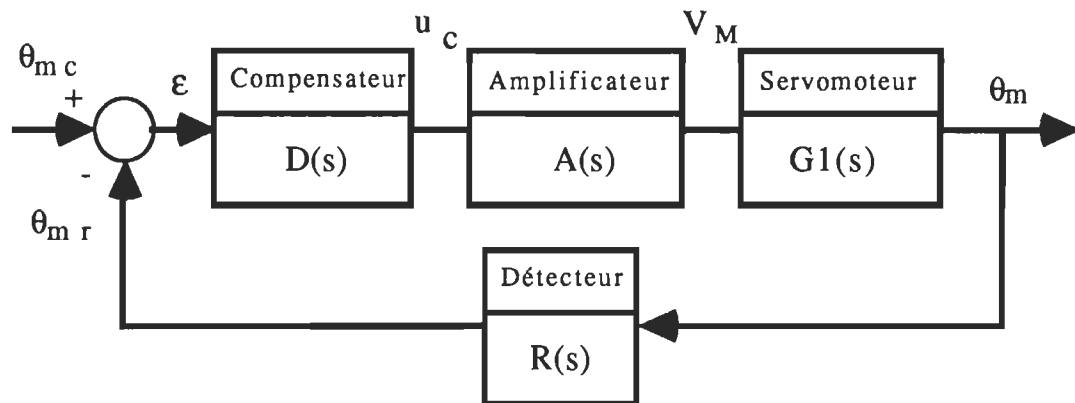 θm c
+
ε
-
θm r
u c
Compensateur
D(s)
Amplificateur
A(s)
V M
Servomoteur
G1(s)
θm
Détecteur
R(s)